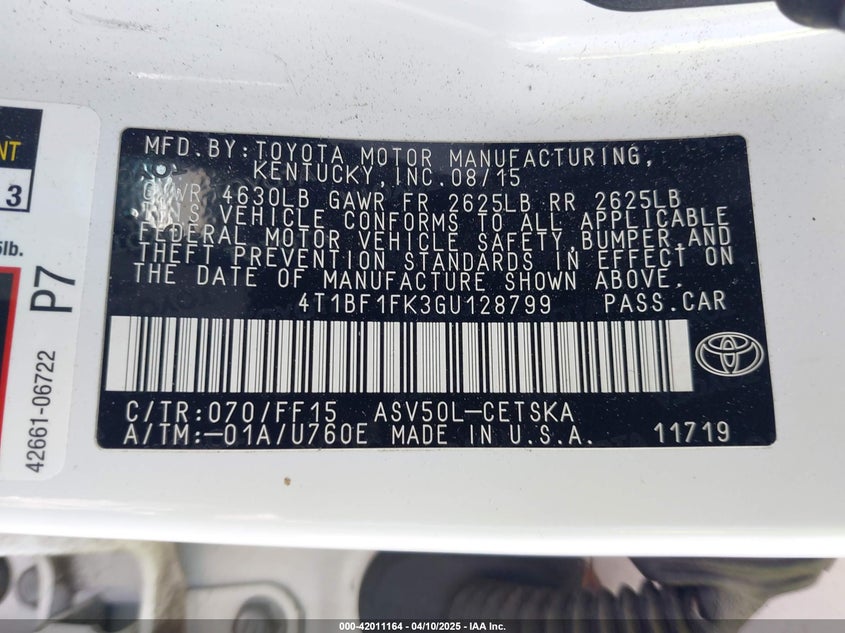 NT
3
5lb.
P7
42661-06722
MFD.BY:TOYOTA MOTOR MANUFACTURING,
KENTUCKY,INC.08/15
GVWR 4630LB GAWR FR 2625LB RR 2625LB
THIS VEHICLE CONFORMS TO ALL APPLICABLE
FEDERAL MOTOR VEHICLE SAFETY,BUMPER,AND
THEFT PREVENTION STANDARDS IN EFFECT ON
THE DATE OF MANUFACTURE SHOWN ABOVE.
4T1BF1FK3GU128799 PASS.CAR
C/TR:070/FF15 ASV50L-CETSKA
A/TM:-01A/U760E MADE IN U.S.A. 11719
000-42011164 - 04/10/2025 - IAA Inc.